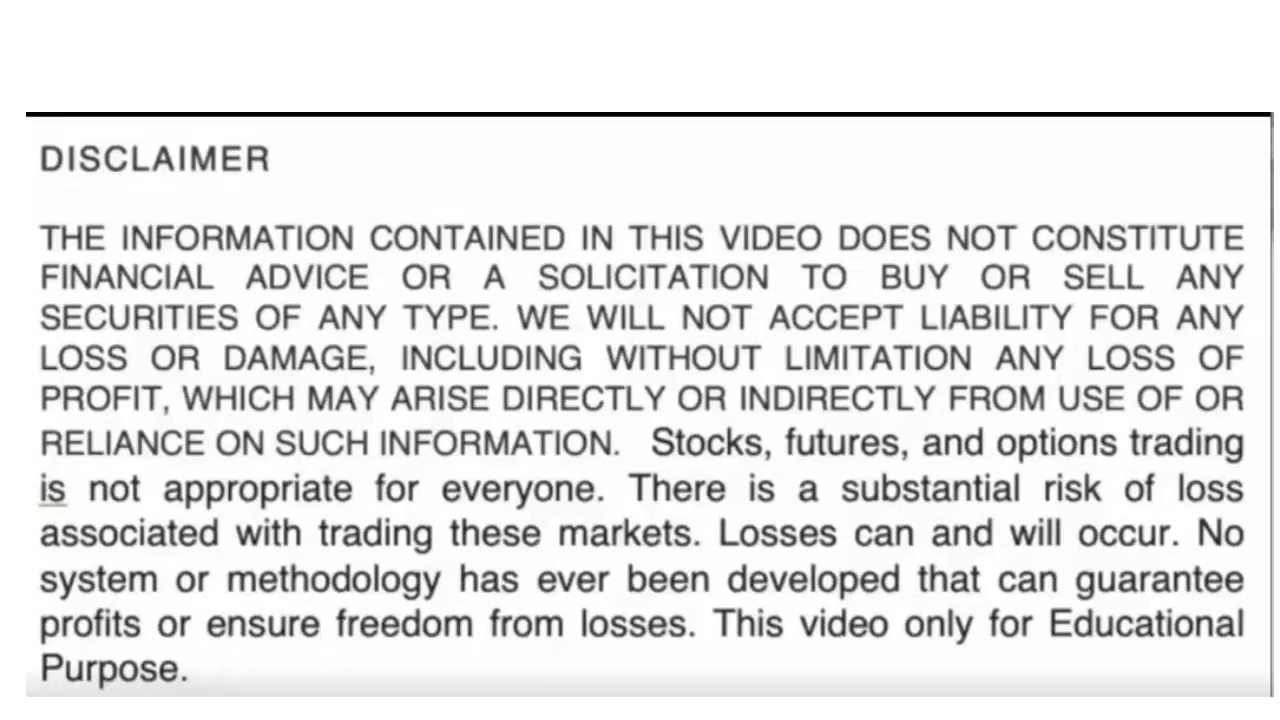 DISCLAIMER
THE INFORMATION CONTAINED IN THIS VIDEO DOES NOT CONSTITUTE
FINANCIAL ADVICE OR A SOLICITATION TO BUY OR SELL ANY
SECURITIES OF ANY TYPE. WE WILL NOT ACCEPT LIABILITY FOR ANY
LOSS OR DAMAGE, INCLUDING WITHOUT LIMITATION ANY LOSS OF
PROFIT, WHICH MAY ARISE DIRECTLY OR INDIRECTLY FROM USE OF OR
RELIANCE ON SUCH INFORMATION. Stocks, futures, and options trading
is not appropriate for everyone. There is a substantial risk of loss
associated with trading these markets. Losses can and will occur. No
system or methodology has ever been developed that can guarantee
profits or ensure freedom from losses. This video only for Educational
Purpose.